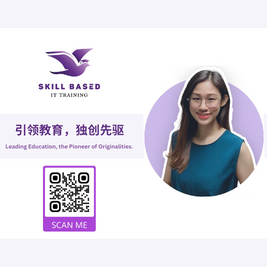 SKILL BASED
IT TRAINING
引领教育，独创先驱
Leading Education, the Pioneer of Originalities.
SCAN ME